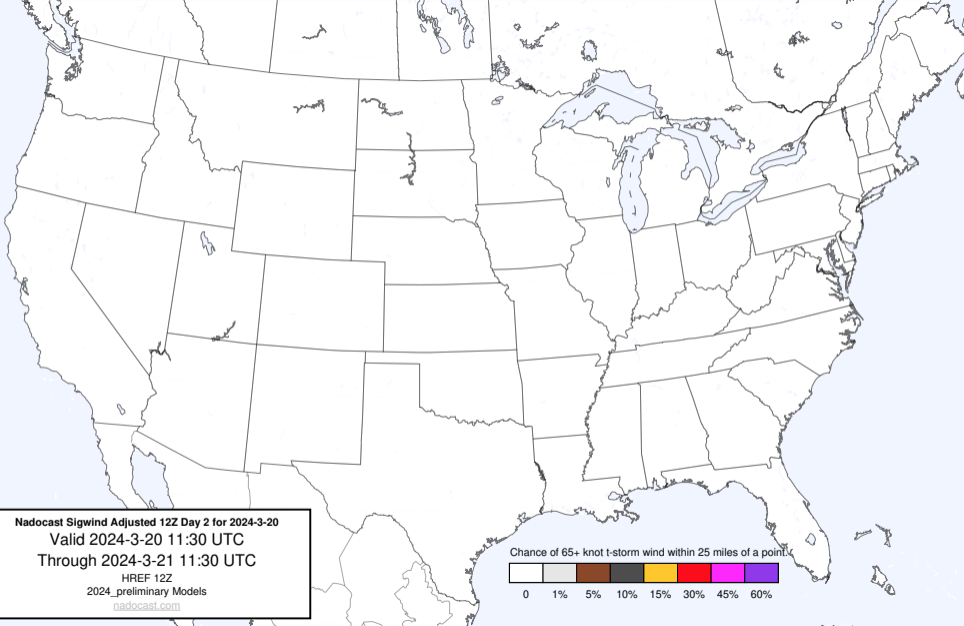 Nadocast Sigwind Adjusted 12Z Day 2 for 2024-3-20
Valid 2024-3-20 11:30 UTC
Through 2024-3-21 11:30 UTC
HREF 12Z
2024_preliminary Models
nadocast.com
Chance of 65+ knot t-storm wind within 25 miles of a point.
0 1% 5% 10% 15% 30% 45% 60%